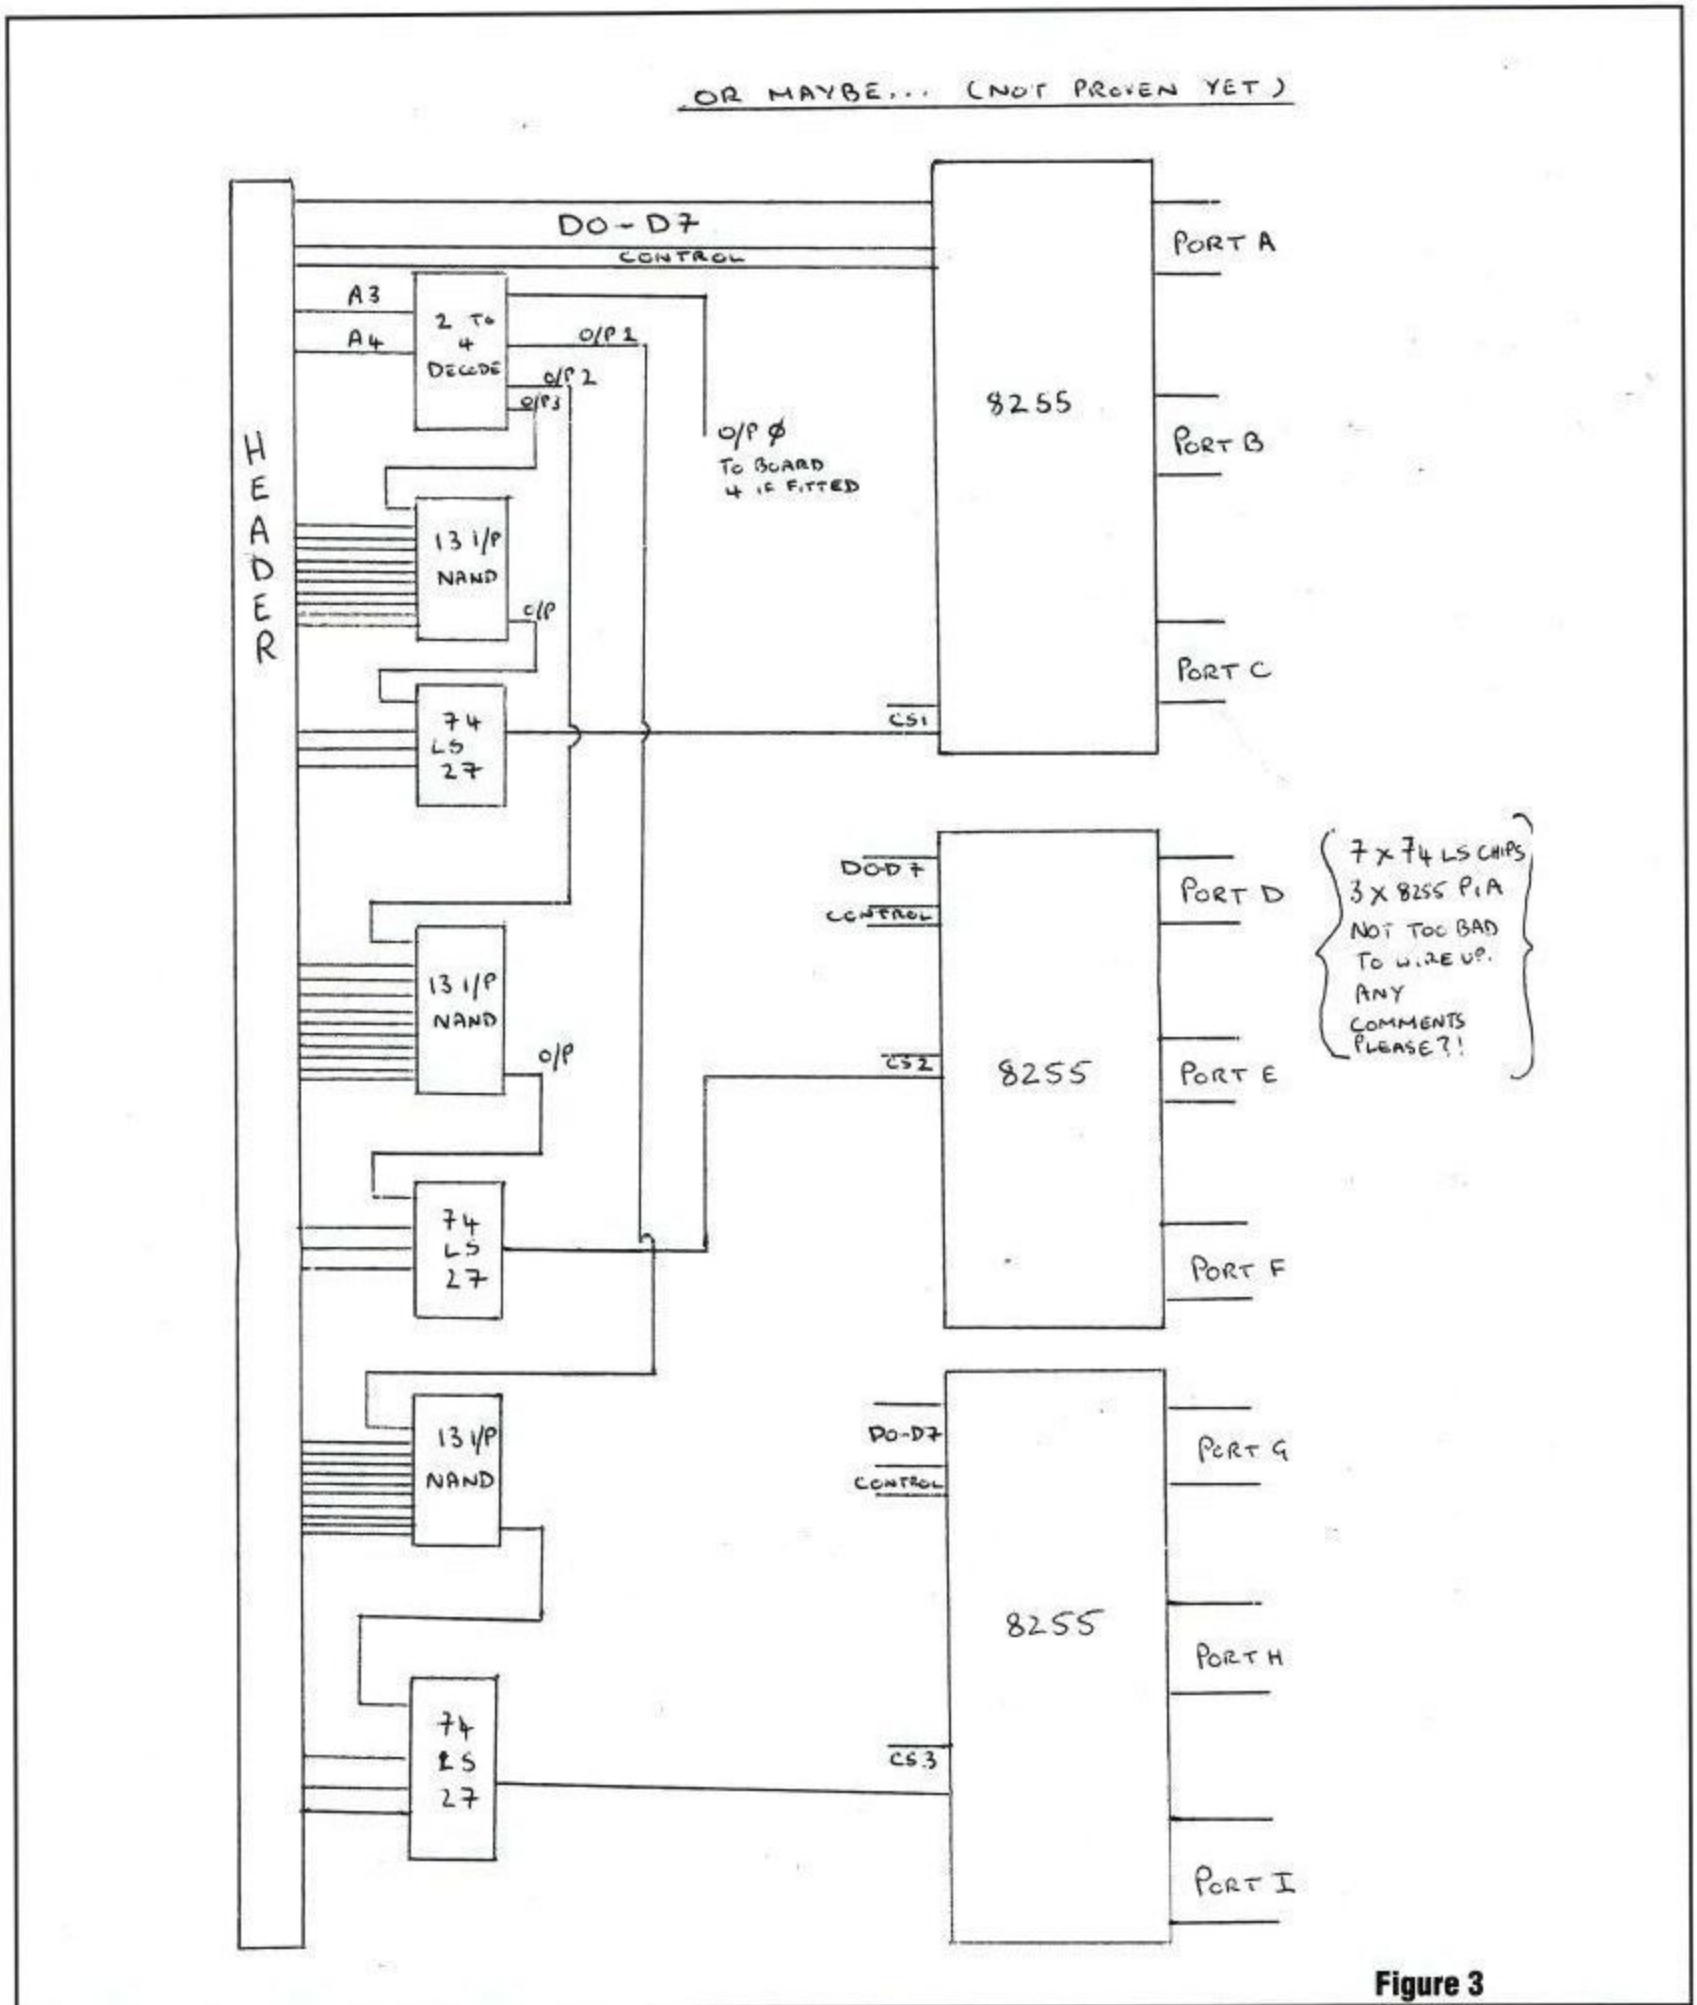 OR MAYBE... (NOT PROVEN YET)
HEADER
D0-D7
CONTROL
A3
A4
2 TO
4
DECODE
O/P 1
O/P 2
O/P3
O/P Ø
TO BOARD
4 IF FITTED
13 I/P
NAND
O/P
74
LS
27
CS1
8255
PORT A
PORT B
PORT C
13 I/P
NAND
O/P
74
LS
27
D0-D7
CONTROL
CS2
8255
PORT D
PORT E
PORT F
7 x 74 LS CHIPS
3 X 8255 PIA
NOT TOO BAD
TO WIRE UP.
ANY
COMMENTS
PLEASE?!
13 I/P
NAND
74
LS
27
D0-D7
CONTROL
CS3
8255
PORT G
PORT H
PORT I
Figure 3